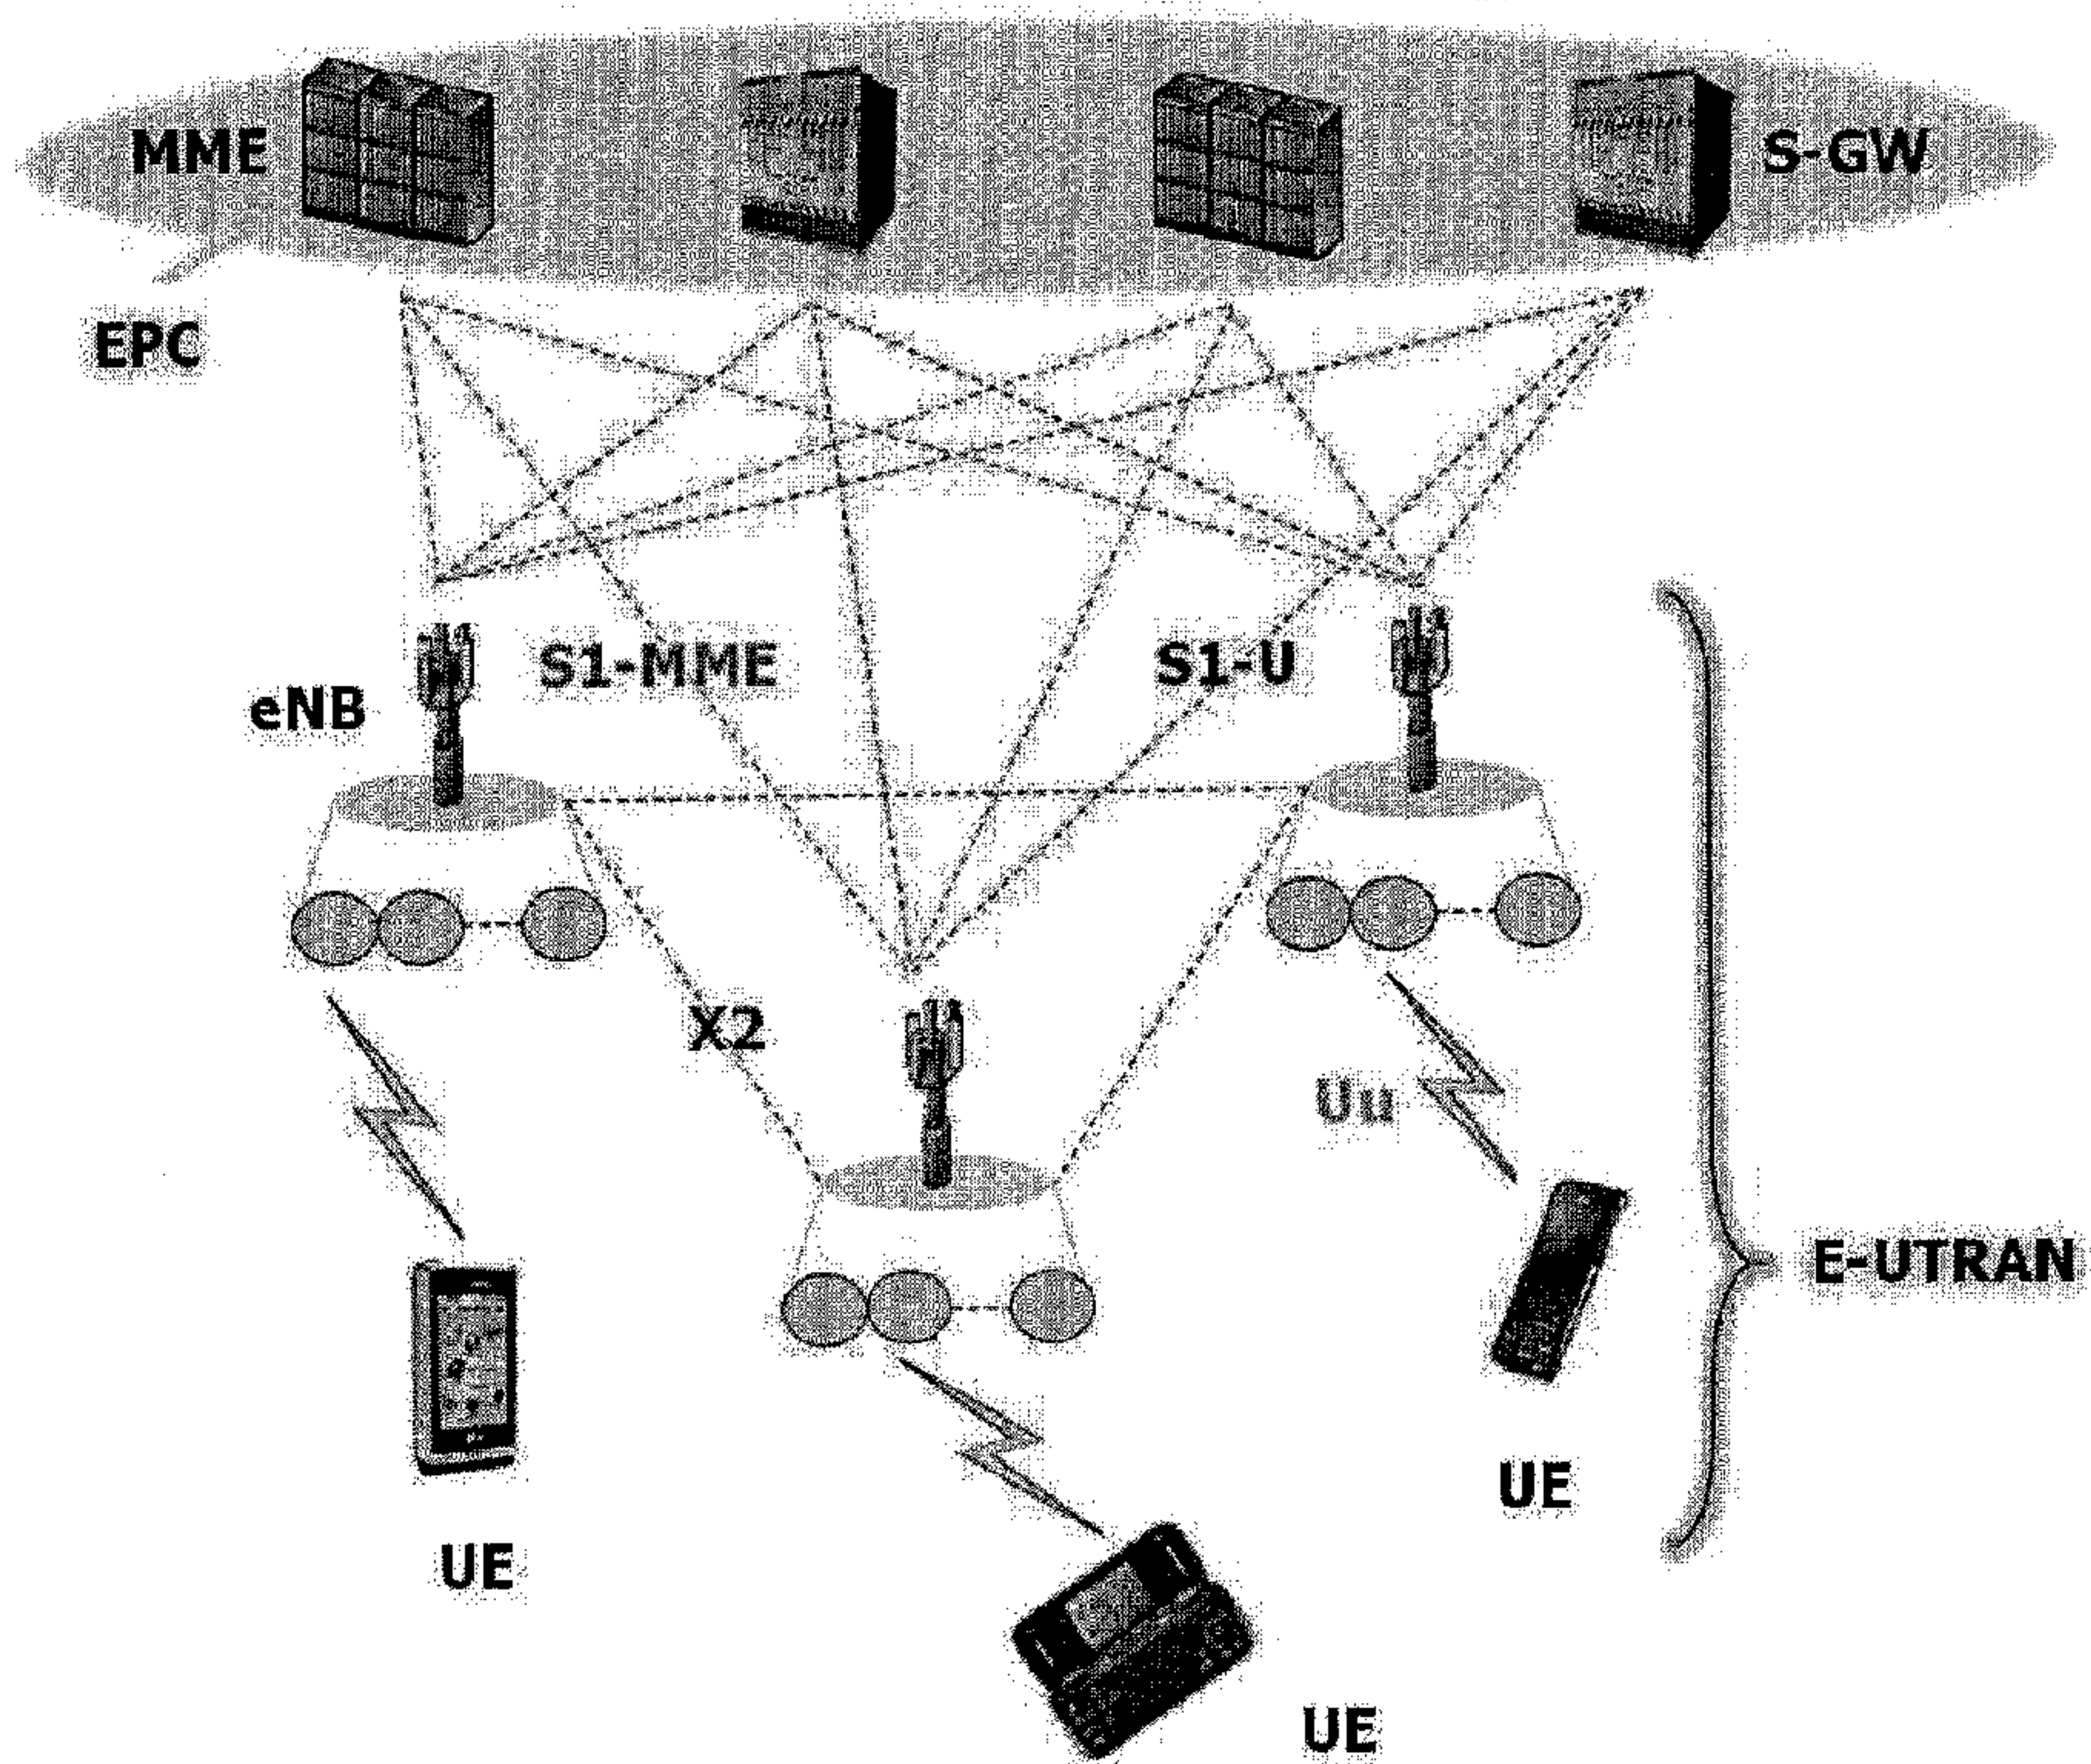 MME
S-GW
EPC
S1-MME
S1-U
eNB
X2
Uu
E-UTRAN
UE
UE
UE